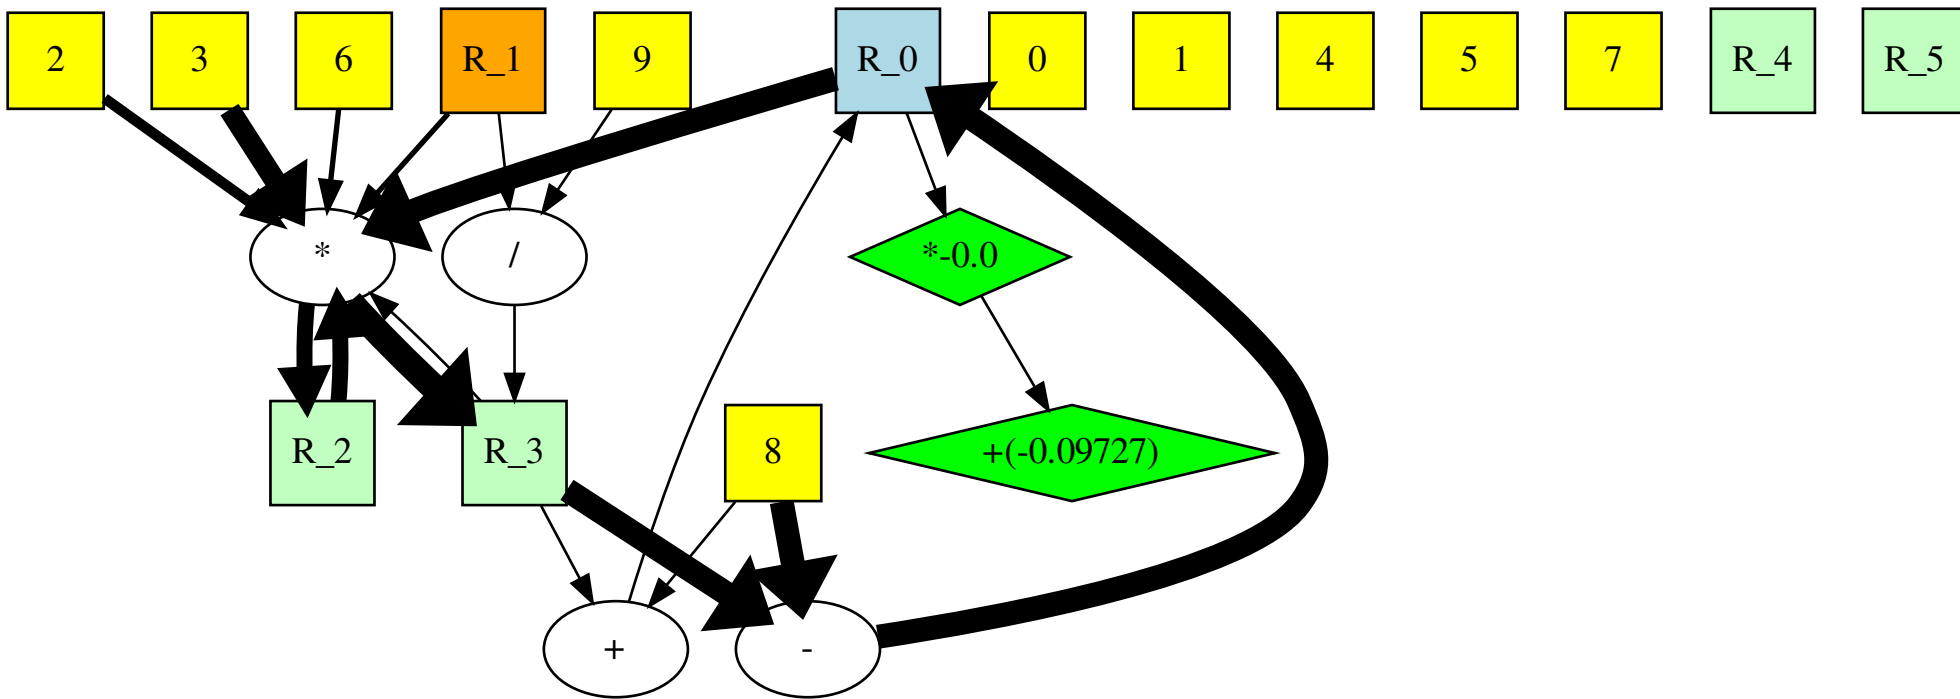 2 3 6 R_1 9 R_0 0 1 4 5 7 R_4 R_5
* / *-0.0
R_2 R_3 8 +(-0.09727)
+ -